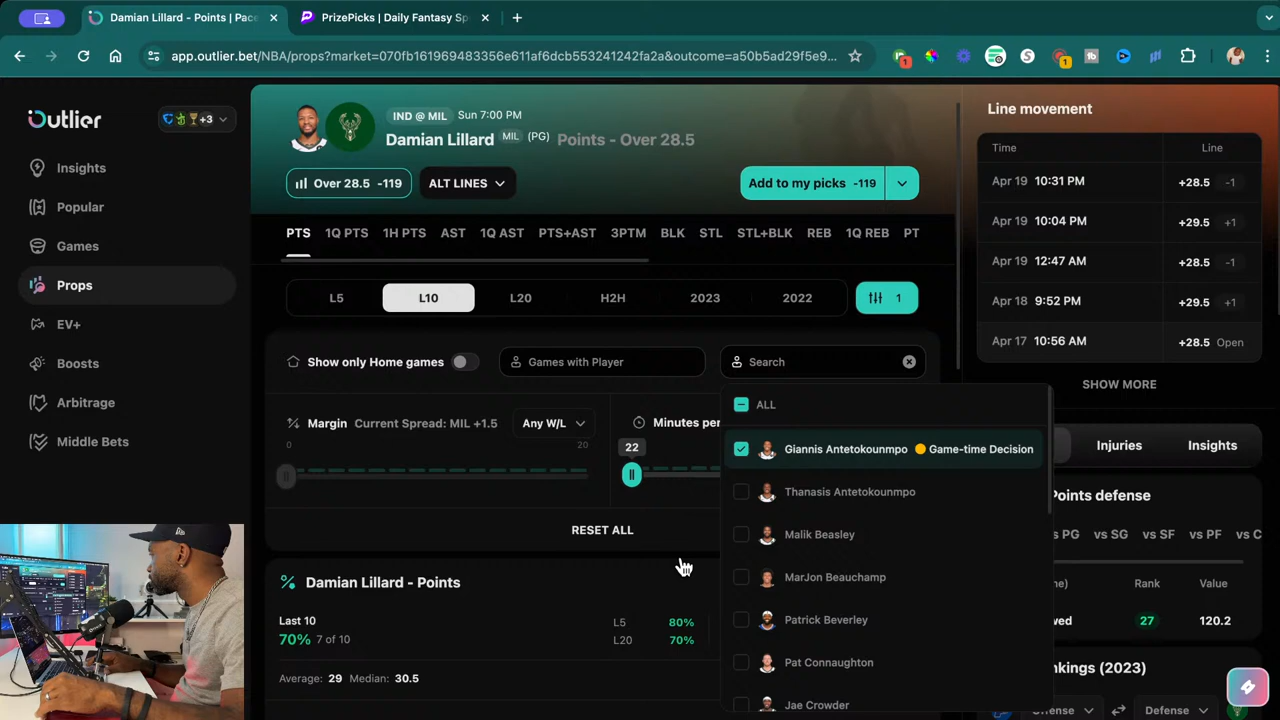 Damian Lillard - Points | Pace
PrizePicks | Daily Fantasy Sp
app.outlier.bet/NBA/props?market=070fb161969483356e611af6dcb553241242fa2a&outcome=a50b5ad29f5e9...
Outlier
+3
Insights
Popular
Games
Props
EV+
Boosts
Arbitrage
Middle Bets
IND @ MIL Sun 7:00 PM
Damian Lillard MIL (PG) Points - Over 28.5
Over 28.5 -119
ALT LINES
Add to my picks -119
PTS 1Q PTS 1H PTS AST 1Q AST PTS+AST 3PTM BLK STL STL+BLK REB 1Q REB PT
L5 L10 L20 H2H 2023 2022 1
Show only Home games
Games with Player
Search
Margin Current Spread: MIL +1.5
Any W/L
Minutes per
0 20
22
RESET ALL
ALL
Giannis Antetokounmpo Game-time Decision
Thanasis Antetokounmpo
Malik Beasley
MarJon Beauchamp
Patrick Beverley
Pat Connaughton
Jae Crowder
Damian Lillard - Points
Last 10
70% 7 of 10
L5 80%
L20 70%
Average: 29 Median: 30.5
Line movement
Time Line
Apr 19 10:31 PM +28.5 -1
Apr 19 10:04 PM +29.5 +1
Apr 19 12:47 AM +28.5 -1
Apr 18 9:52 PM +29.5 +1
Apr 17 10:56 AM +28.5 Open
SHOW MORE
Injuries
Insights
Points defense
vs PG vs SG vs SF vs PF vs C
Rank Value
27 120.2
nkings (2023)
Offense
Defense